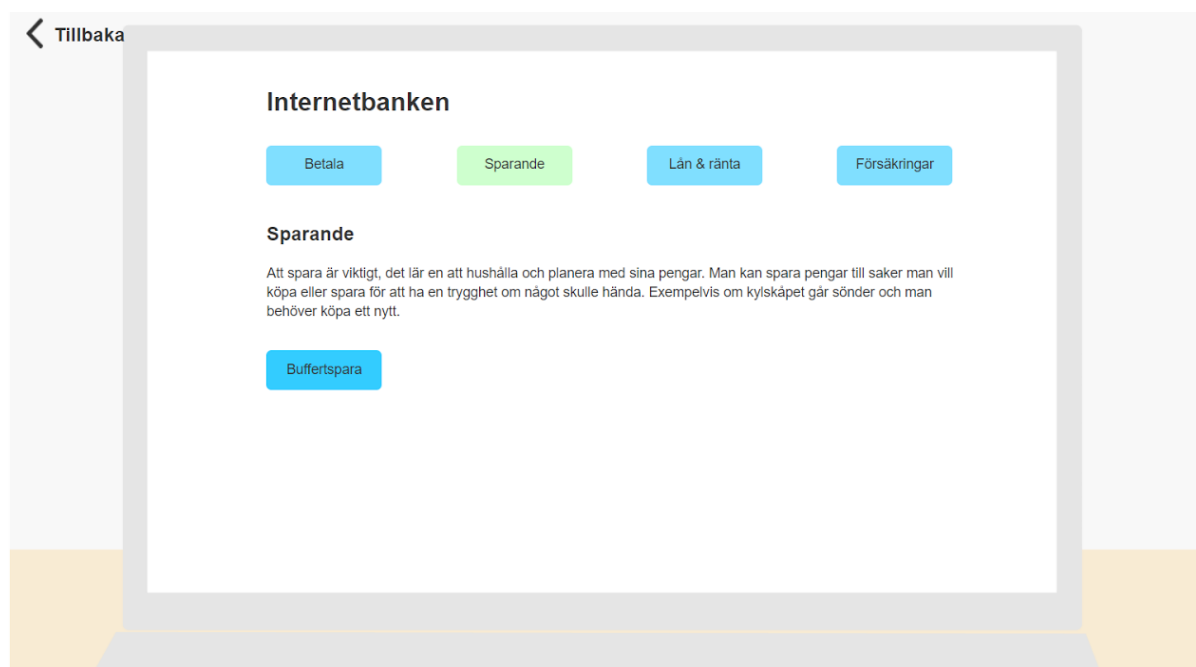 Tillbaka
Internetbanken
Betala
Sparande
Lån & ränta
Försäkringar
Sparande
Att spara är viktigt, det lär en att hushålla och planera med sina pengar. Man kan spara pengar till saker man vill
köpa eller spara för att ha en trygghet om något skulle hända. Exempelvis om kylskåpet går sönder och man
behöver köpa ett nytt.
Buffertspara